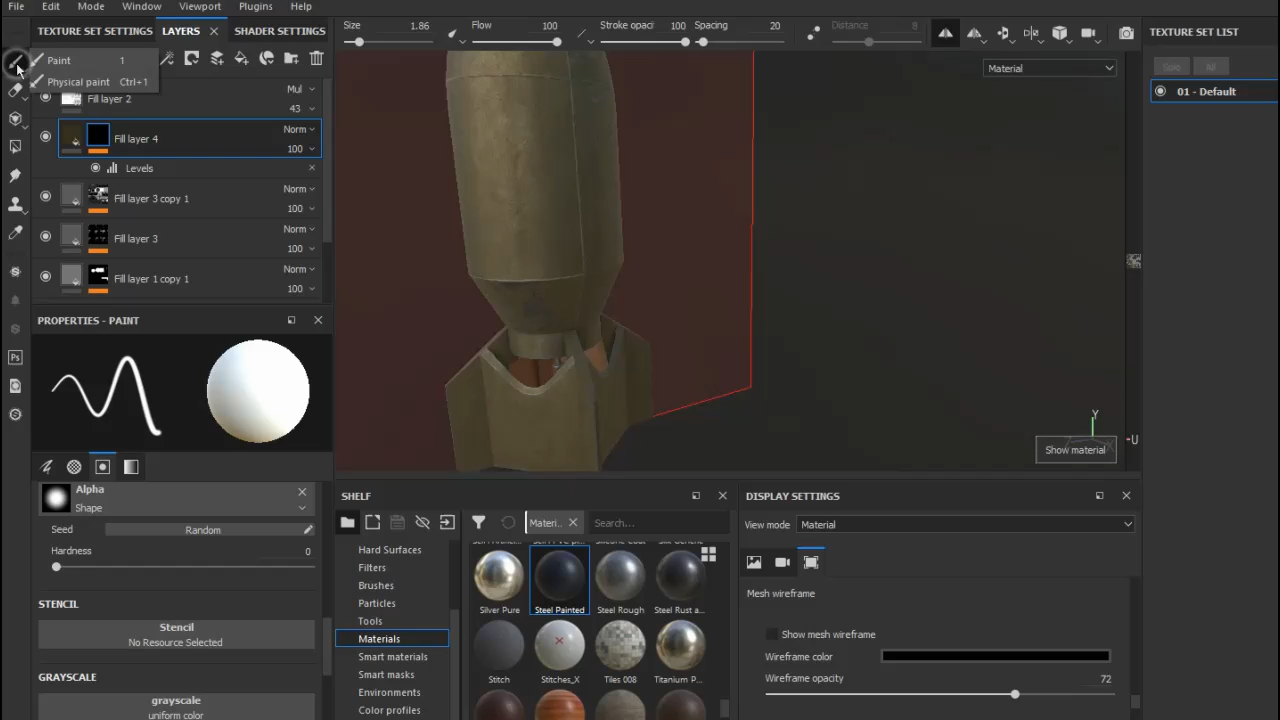 File Edit Mode Window Viewport Plugins Help
TEXTURE SET SETTINGS LAYERS SHADER SETTINGS
Size 1.86 Flow 100 Stroke opaci 100 Spacing 20 Distance 8
TEXTURE SET LIST
Paint 1
Physical paint Ctrl+1
Solo All
Material
Mul
Fill layer 2
43
01 - Default
Norm
Fill layer 4
100
Levels
Norm
Fill layer 3 copy 1
100
Norm
Fill layer 3
100
Norm
Fill layer 1 copy 1
100
PROPERTIES - PAINT
Y
-U
Show material
Alpha
Shape
Seed Random
Hardness 0
STENCIL
Stencil
No Resource Selected
GRAYSCALE
grayscale
uniform color
SHELF
Materi..
Search...
Hard Surfaces
Filters
Brushes
Particles
Tools
Materials
Smart materials
Smart masks
Environments
Color profiles
Silver Pure
Steel Painted
Steel Rough
Steel Rust a...
Stitch
Stitches_X
Tiles 008
Titanium P...
DISPLAY SETTINGS
View mode Material
Mesh wireframe
Show mesh wireframe
Wireframe color
Wireframe opacity 72
Ps